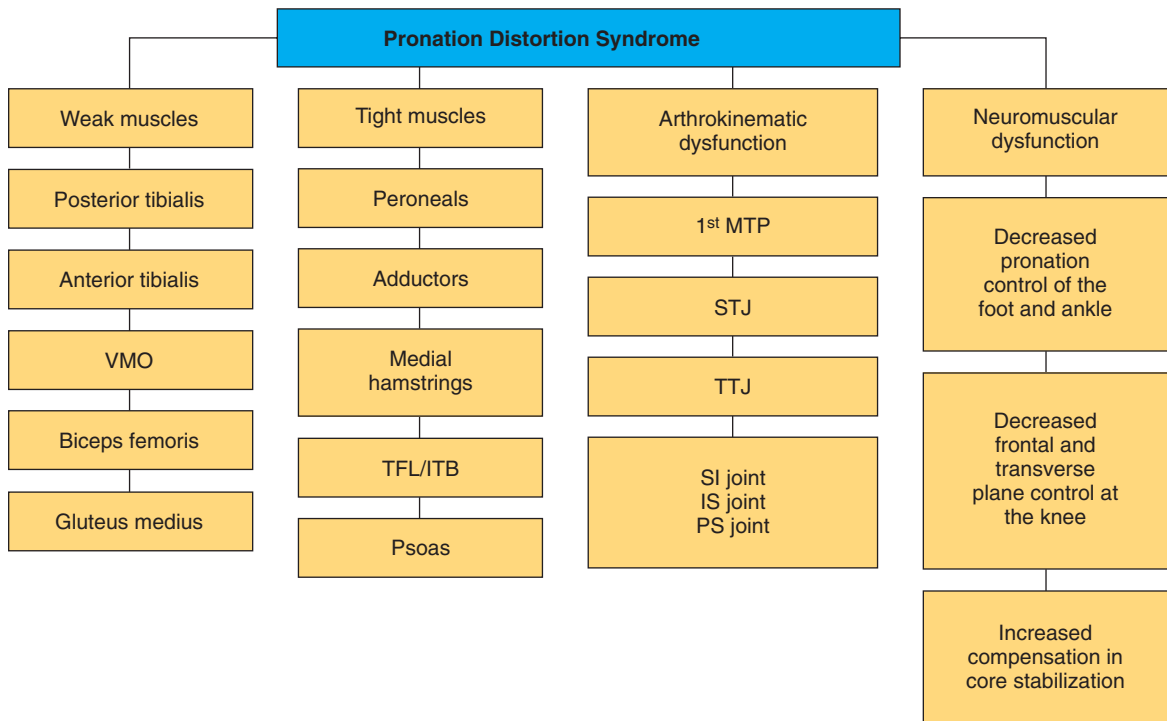 Pronation Distortion Syndrome
Weak muscles
Posterior tibialis
Anterior tibialis
VMO
Biceps femoris
Gluteus medius
Tight muscles
Peroneals
Adductors
Medial
hamstrings
TFL/ITB
Psoas
Arthrokinematic
dysfunction
1st MTP
STJ
TTJ
SI joint
IS joint
PS joint
Neuromuscular
dysfunction
Decreased
pronation
control of the
foot and ankle
Decreased
frontal and
transverse
plane control at
the knee
Increased
compensation in
core stabilization